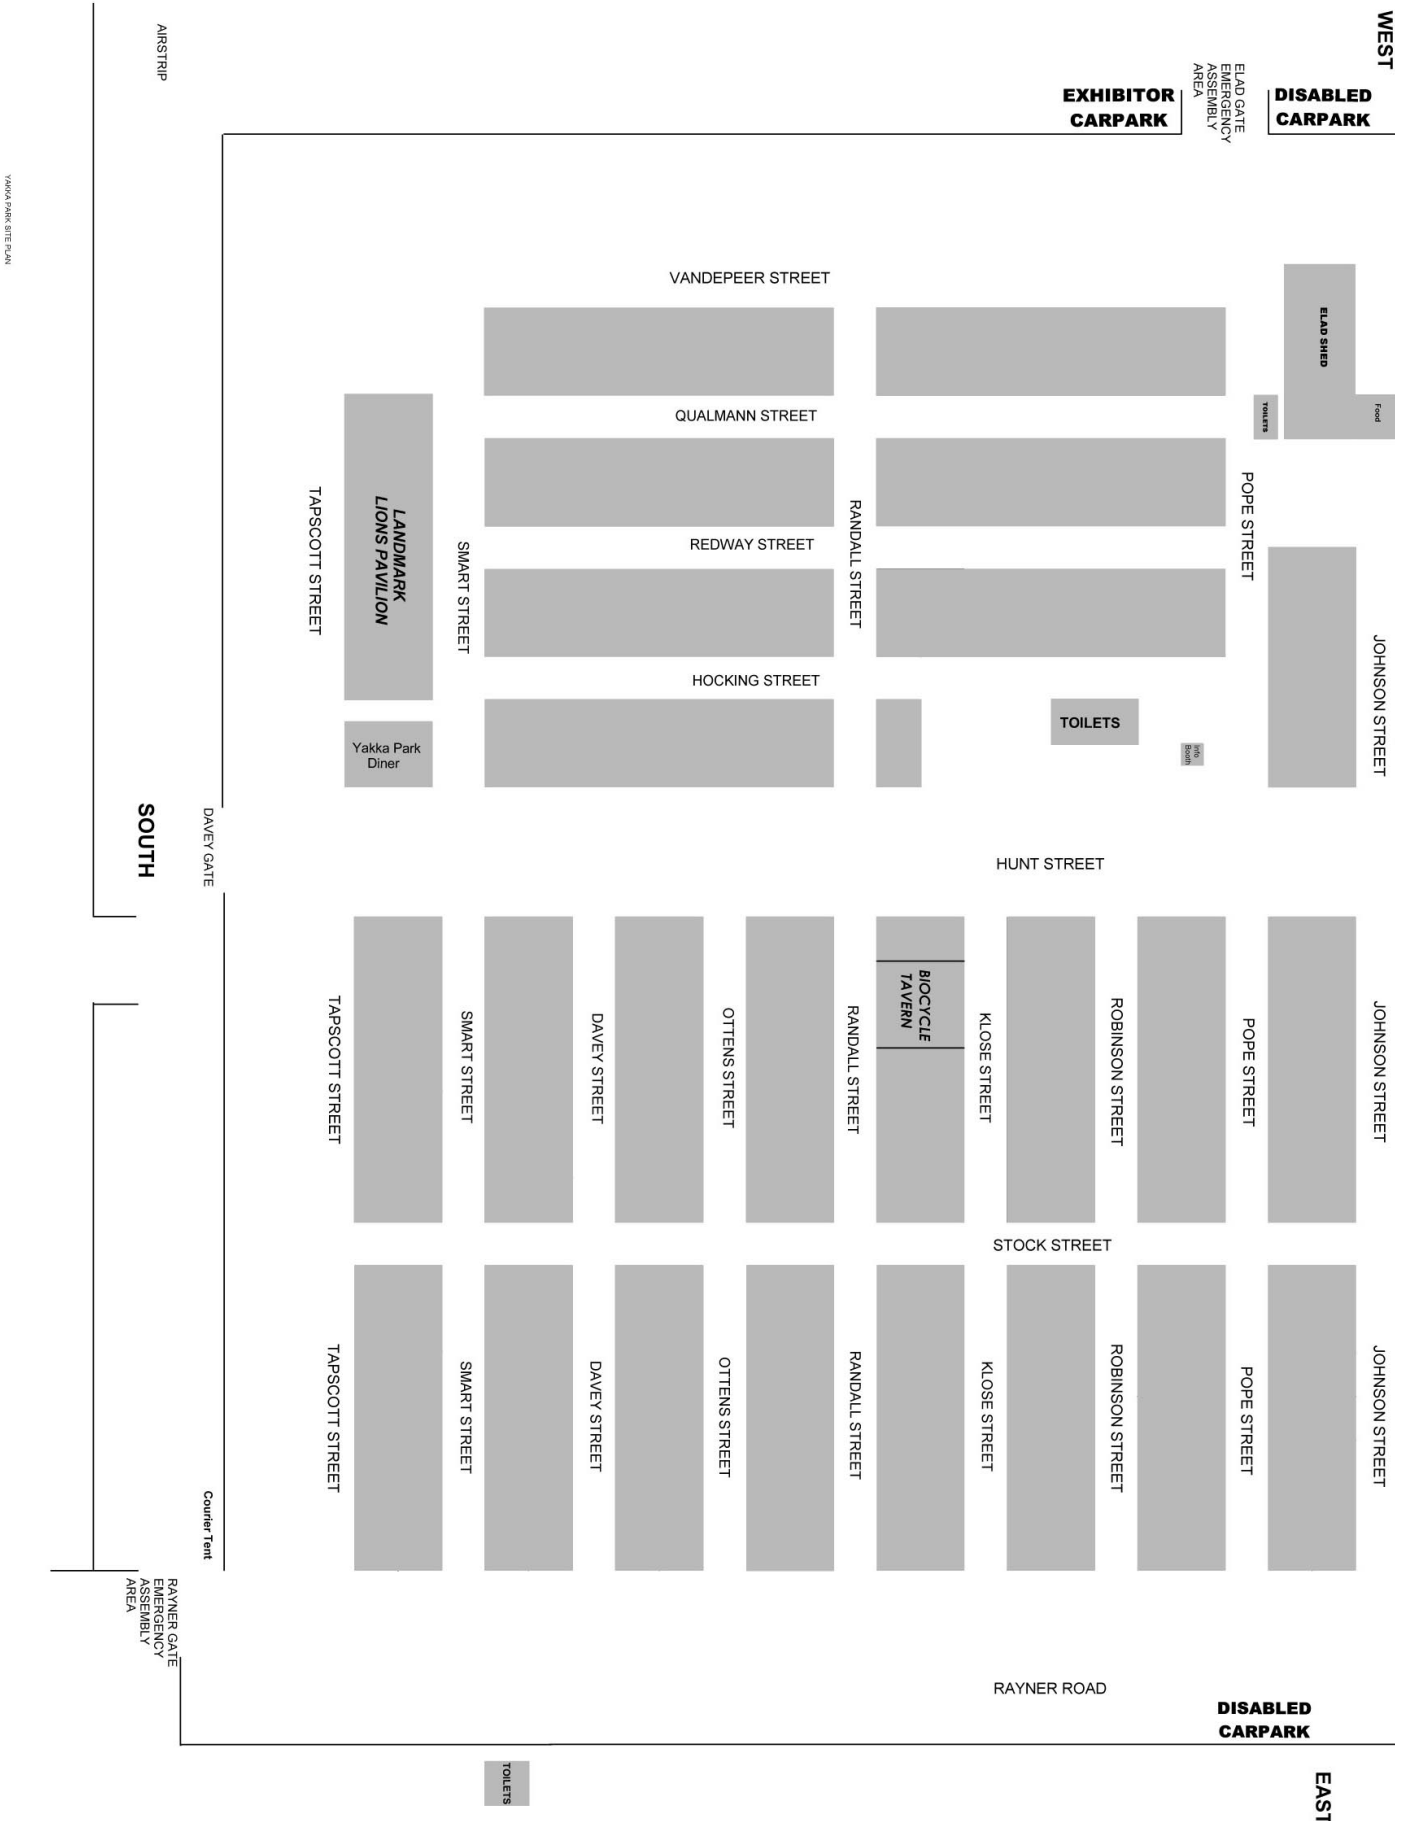 WEST
AIRSTRIP
ELAD GATE
EMERGENCY
ASSEMBLY
AREA
EXHIBITOR
CARPARK
DISABLED
CARPARK
YAKKA PARK SITE PLAN
VANDEPEER STREET
ELAD SHED
TOILETS
Food
QUALMANN STREET
LANDMARK
LIONS PAVILION
TAPSCOTT STREET
SMART STREET
RANDALL STREET
POPE STREET
REDWAY STREET
JOHNSON STREET
HOCKING STREET
TOILETS
Info
Booth
Yakka Park
Diner
SOUTH
DAVEY GATE
HUNT STREET
BIOCYCLE
TAVERN
TAPSCOTT STREET
SMART STREET
DAVEY STREET
OTTENS STREET
RANDALL STREET
KLOSE STREET
ROBINSON STREET
POPE STREET
JOHNSON STREET
STOCK STREET
TAPSCOTT STREET
SMART STREET
DAVEY STREET
OTTENS STREET
RANDALL STREET
KLOSE STREET
ROBINSON STREET
POPE STREET
JOHNSON STREET
Courier Tent
RAYNER GATE
EMERGENCY
ASSEMBLY
AREA
RAYNER ROAD
DISABLED
CARPARK
TOILETS
EAST